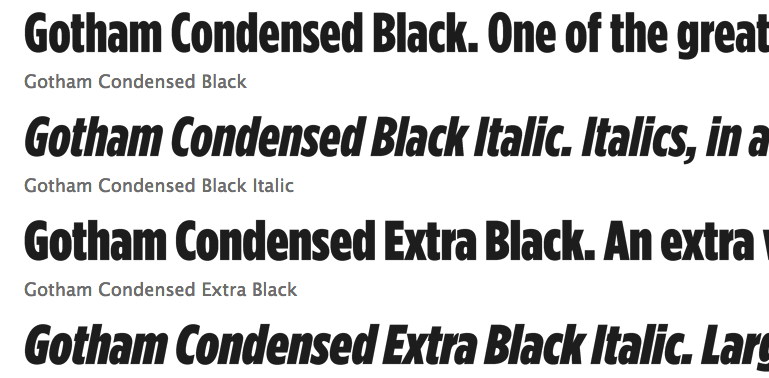 Gotham Condensed Black. One of the great
Gotham Condensed Black
Gotham Condensed Black Italic. Italics, in a
Gotham Condensed Black Italic
Gotham Condensed Extra Black. An extra
Gotham Condensed Extra Black
Gotham Condensed Extra Black Italic. Larg